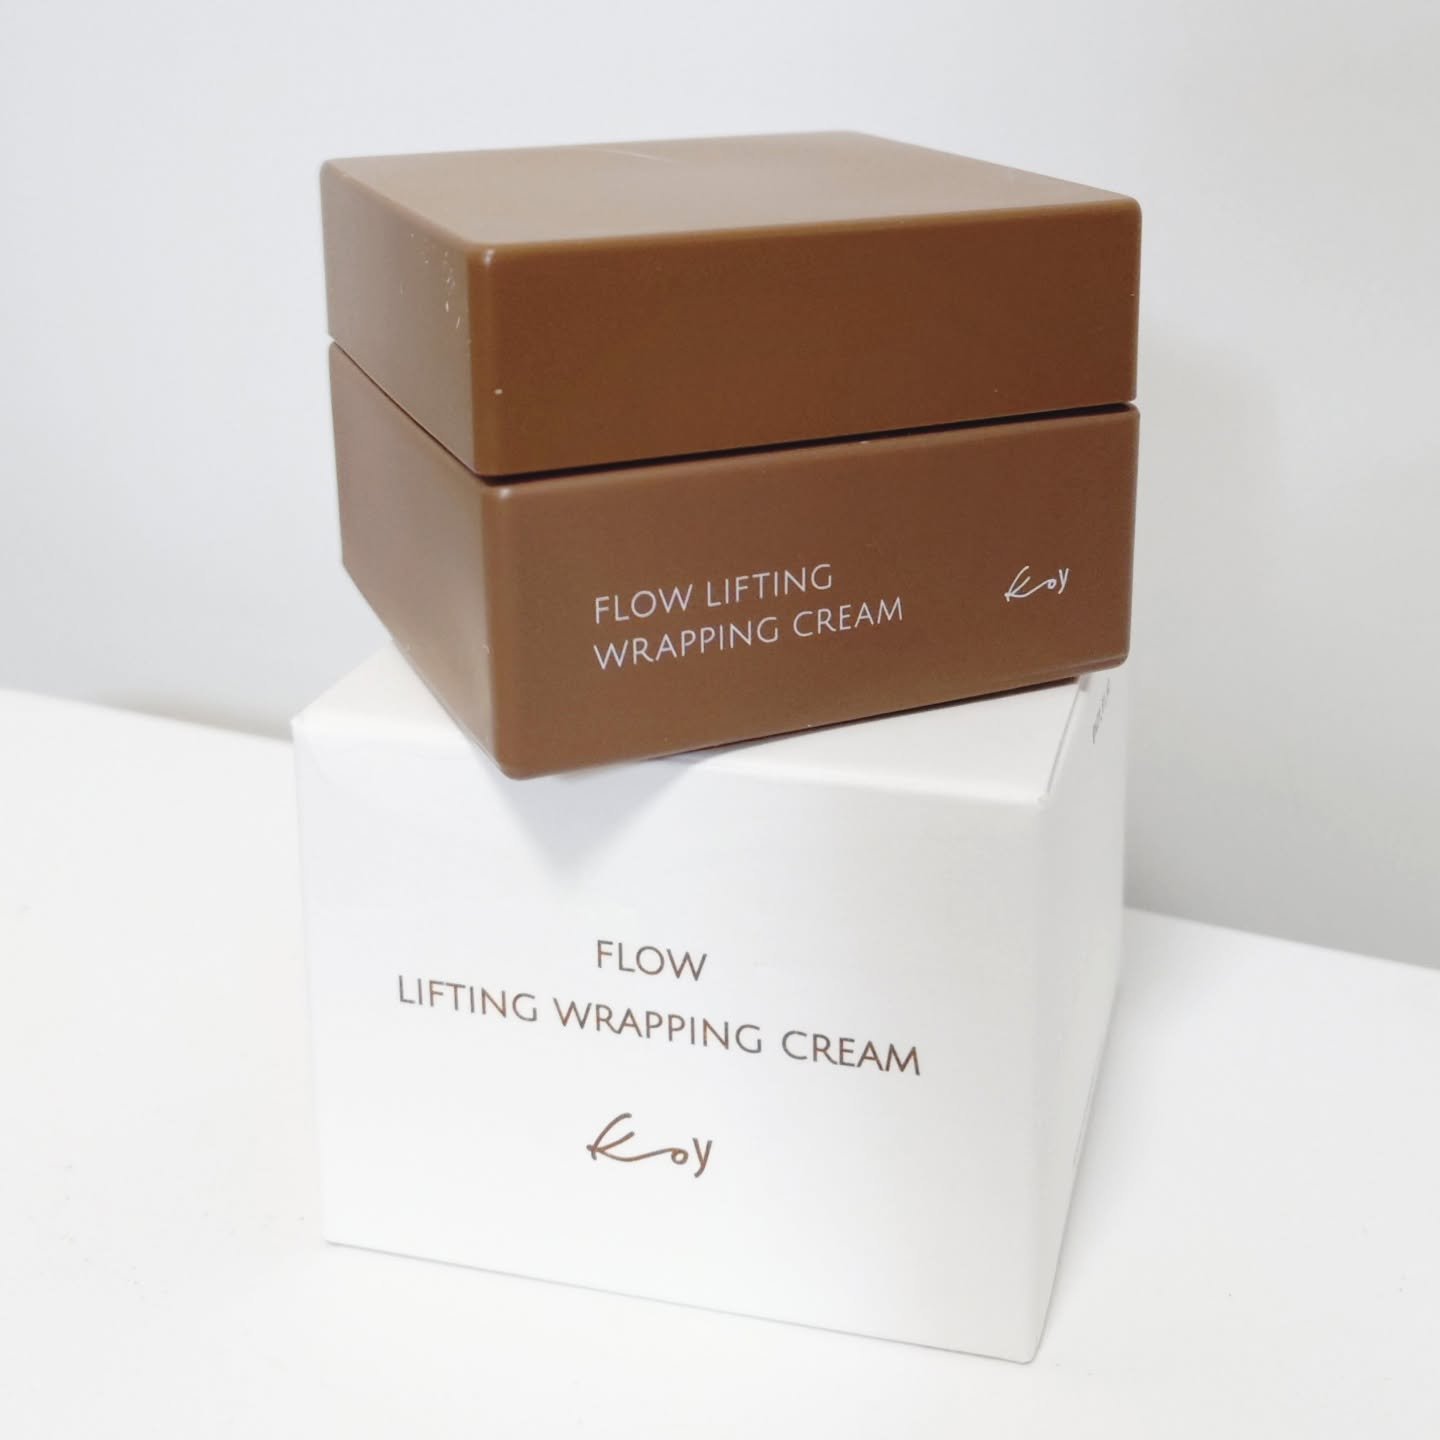 FLOW LIFTING
WRAPPING CREAM
Koy
FLOW
LIFTING WRAPPING CREAM
Koy